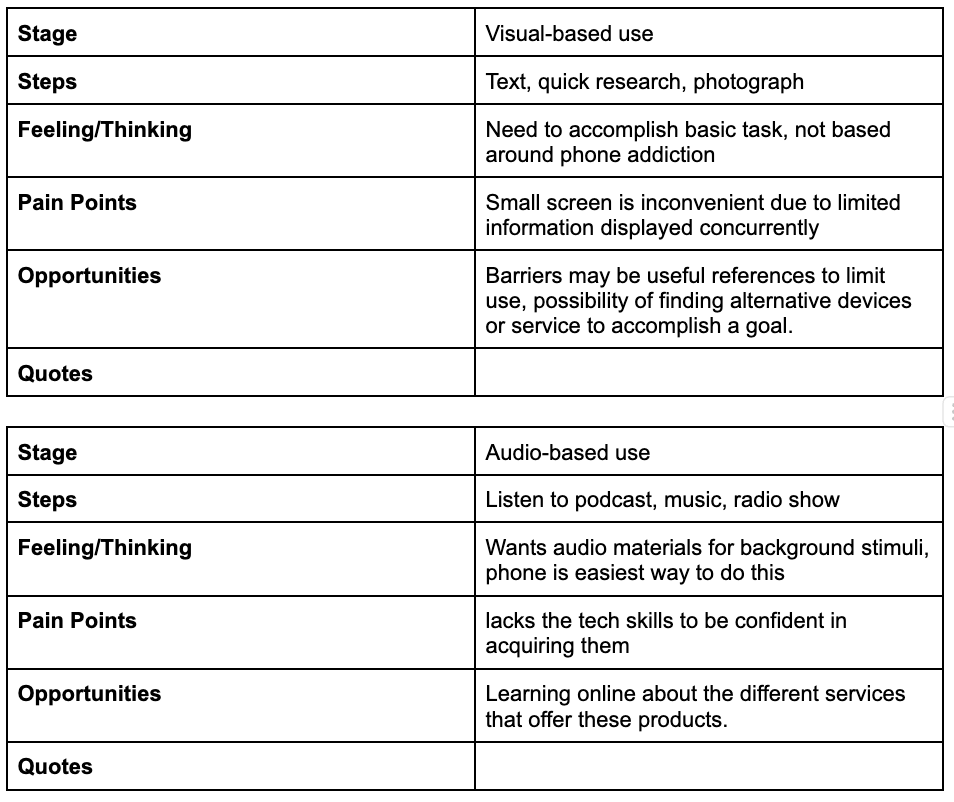 Stage
Visual-based use
Steps
Text, quick research, photograph
Feeling/Thinking
Need to accomplish basic task, not based
around phone addiction
Pain Points
Small screen is inconvenient due to limited
information displayed concurrently
Opportunities
Barriers may be useful references to limit
use, possibility of finding alternative devices
or service to accomplish a goal.
Quotes
Stage
Audio-based use
Steps
Listen to podcast, music, radio show
Feeling/Thinking
Wants audio materials for background stimuli,
phone is easiest way to do this
Pain Points
lacks the tech skills to be confident in
acquiring them
Opportunities
Learning online about the different services
that offer these products.
Quotes